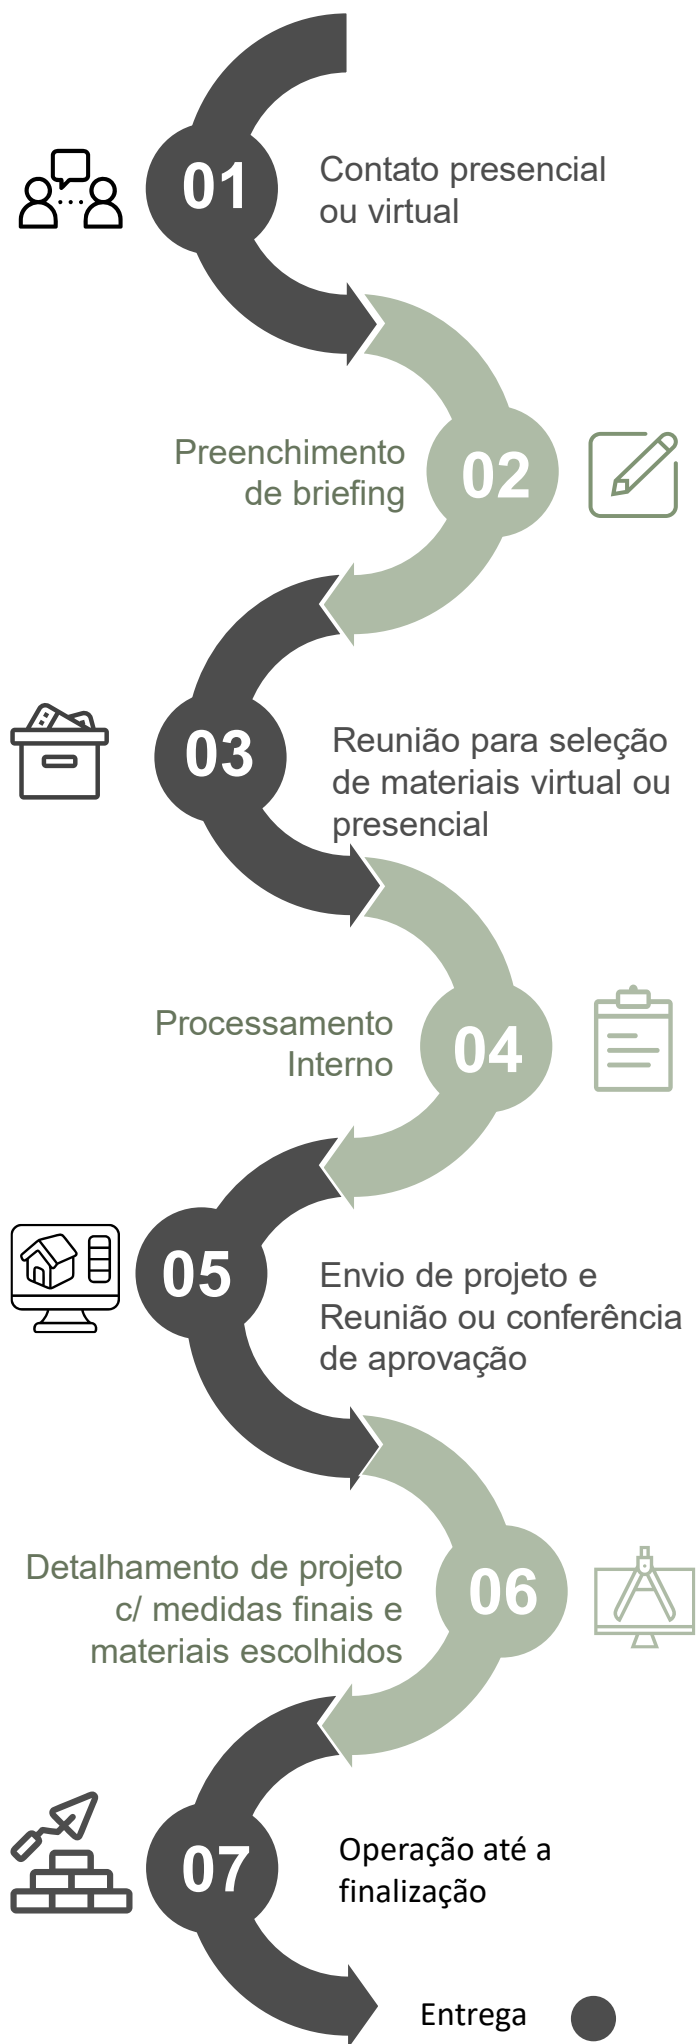 01
Contato presencial
ou virtual
Preenchimento
de briefing
02
03
Reunião para seleção
de materiais virtual ou
presencial
Processamento
Interno
04
05
Envio de projeto e
Reunião ou conferência
de aprovação
Detalhamento de projeto
c/ medidas finais e
materiais escolhidos
06
07
Operação até a
finalização
Entrega